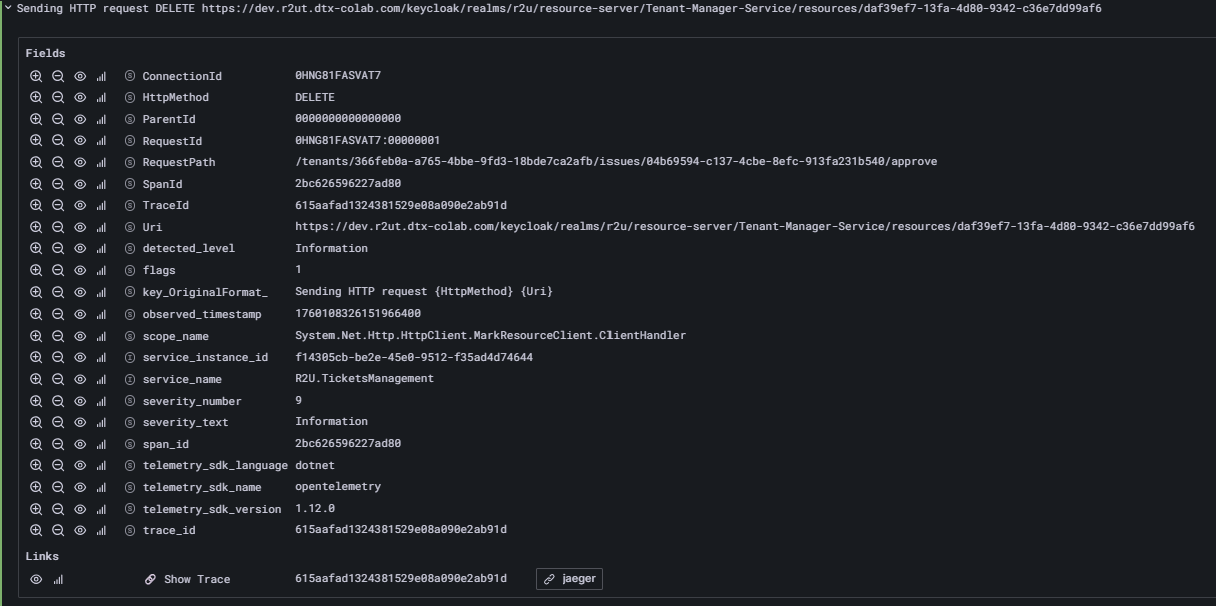 Sending HTTP request DELETE https://dev.r2ut.dtx-colab.com/keycloak/realms/r2u/resource-server/Tenant-Manager-Service/resources/daf39ef7-13fa-4d80-9342-c36e7dd99af6
Fields
ConnectionId 0HNG81FASVAT7
HttpMethod DELETE
ParentId 0000000000000000
RequestId 0HNG81FASVAT7:00000001
RequestPath /tenants/366feb0a-a765-4bbe-9fd3-18bde7ca2afb/issues/04b69594-c137-4cbe-8efc-913fa231b540/approve
SpanId 2bc626596227ad80
TraceId 615aafad1324381529e08a090e2ab91d
Uri https://dev.r2ut.dtx-colab.com/keycloak/realms/r2u/resource-server/Tenant-Manager-Service/resources/daf39ef7-13fa-4d80-9342-c36e7dd99af6
detected_level Information
flags 1
key_OriginalFormat_ Sending HTTP request {HttpMethod} {Uri}
observed_timestamp 1760108326151966400
scope_name System.Net.Http.HttpClient.MarkResourceClient.ClientHandler
service_instance_id f14305cb-be2e-45e0-9512-f35ad4d74644
service_name R2U.TicketsManagement
severity_number 9
severity_text Information
span_id 2bc626596227ad80
telemetry_sdk_language dotnet
telemetry_sdk_name opentelemetry
telemetry_sdk_version 1.12.0
trace_id 615aafad1324381529e08a090e2ab91d
Links
Show Trace 615aafad1324381529e08a090e2ab91d jaeger